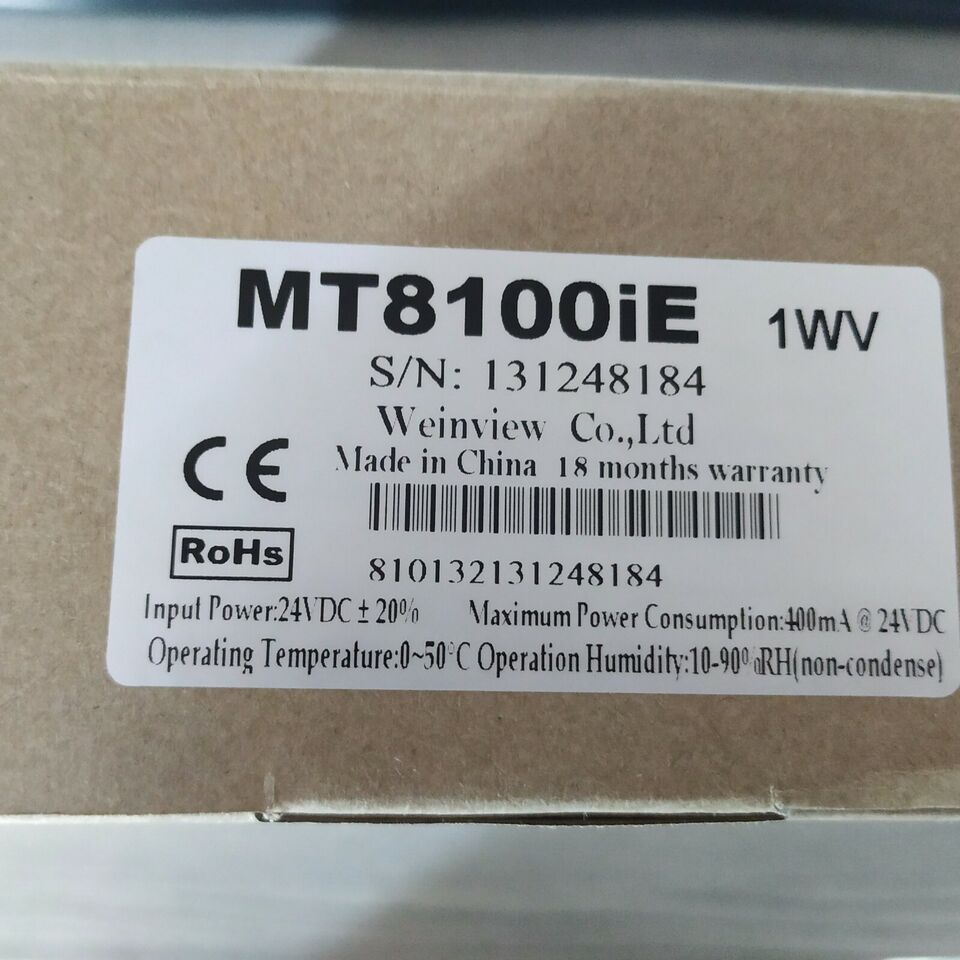 MT8100iE 1WV
S/N: 131248184
Weinview Co.,Ltd
Made in China 18 months warranty
CE
RoHs
810132131248184
Input Power:24VDC ± 20% Maximum Power Consumption:400mA @ 24VDC
Operating Temperature:0~50°C Operation Humidity:10-90%RH(non-condense)